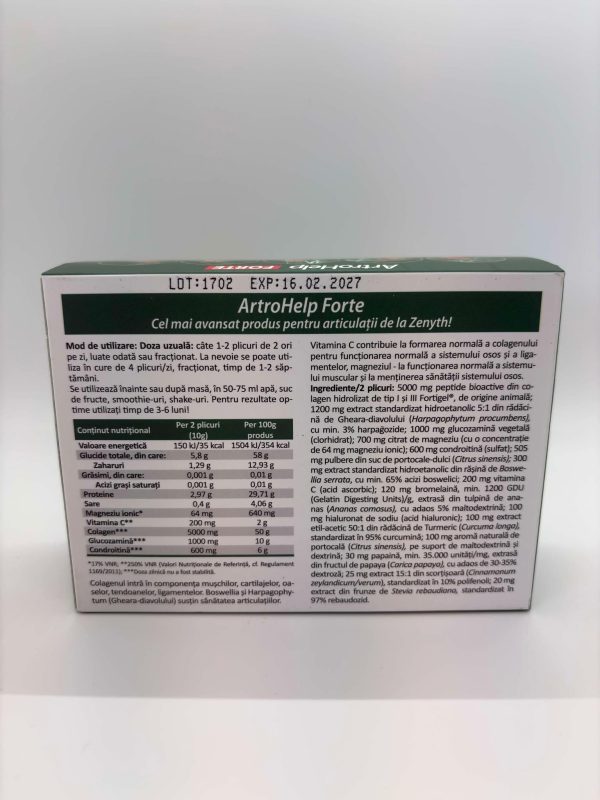 ArtroHelp FORTE
LOT:1702 EXP:16.02.2027
ArtroHelp Forte
Cel mai avansat produs pentru articulații de la Zenyth!
Mod de utilizare: Doza uzuală: câte 1-2 plicuri de 2 ori
pe zi, luate odată sau fracționat. La nevoie se poate uti-
liza în cure de 4 plicuri/zi, fracționat, timp de 1-2 săp-
tămâni.
Se utilizează înainte sau după masă, în 50-75 ml apă, suc
de fructe, smoothie-uri, shake-uri. Pentru rezultate op-
time utilizați timp de 3-6 luni!
Conținut nutrițional Per 2 plicuri (10g) Per 100g produs
Valoare energetică 150 kJ/35 kcal 1504 kJ/354 kcal
Glucide totale, din care: 5,8 g 58 g
Zaharuri 1,29 g 12,93 g
Grăsimi, din care: 0,001 g 0,01 g
Acizi grași saturați 0,001 g 0,01 g
Proteine 2,97 g 29,71 g
Sare 0,4 g 4,06 g
Magneziu ionic* 64 mg 640 mg
Vitamina C** 200 mg 2 g
Colagen*** 5000 mg 50 g
Glucozamină*** 1000 mg 10 g
Condroitină*** 600 mg 6 g
*17% VNR; **250% VNR (Valori Nutriționale de Referință, cf. Regulament
1169/2011); ***Doza zilnică nu a fost stabilită.
Colagenul intră în componența mușchilor, cartilajelor, oa-
selor, tendoanelor, ligamentelor. Boswellia și Harpagophy-
tum (Gheara-diavolului) susțin sănătatea articulațiilor.
Vitamina C contribuie la formarea normală a colagenului
pentru funcționarea normală a sistemului osos și a liga-
mentelor, magneziul - la funcționarea normală a sistemu-
lui muscular și la menținerea sănătății sistemului osos.
Ingrediente/2 plicuri: 5000 mg peptide bioactive din co-
lagen hidrolizat de tip I și III Fortigel®, de origine animală;
1200 mg extract standardizat hidroetanolic 5:1 din rădăci-
nă de Gheara-diavolului (Harpagophytum procumbens),
cu min. 3% harpagozide; 1000 mg glucozamină vegetală
(clorhidrat); 700 mg citrat de magneziu (cu o concentrație
de 64 mg magneziu ionic); 600 mg condroitină (sulfat); 505
mg pulbere din suc de portocale-dulci (Citrus sinensis); 300
mg extract standardizat hidroetanolic din rășină de Boswe-
llia serrata, cu min. 65% acizi boswelici; 200 mg vitamina
C (acid ascorbic); 120 mg bromelaină, min. 1200 GDU
(Gelatin Digesting Units)/g, extrasă din tulpina de ana-
nas (Ananas comosus), cu adaos 5% maltodextrină; 100
mg hialuronat de sodiu (acid hialuronic); 100 mg extract
etil-acetic 50:1 din rădăcină de Turmeric (Curcuma longa),
standardizat în 95% curcumină; 100 mg aromă naturală de
portocală (Citrus sinensis), pe suport de maltodextrină și
dextrină; 30 mg papaină, min. 35.000 unități/mg, extrasă
din fructul de papaya (Carica papaya), cu adaos de 30-35%
dextroză; 25 mg extract 15:1 din scorțișoară (Cinnamonum
zeylandicum/verum), standardizat în 10% polifenoli; 20 mg
extract din frunze de Stevia rebaudiana, standardizat în
97% rebaudozid.